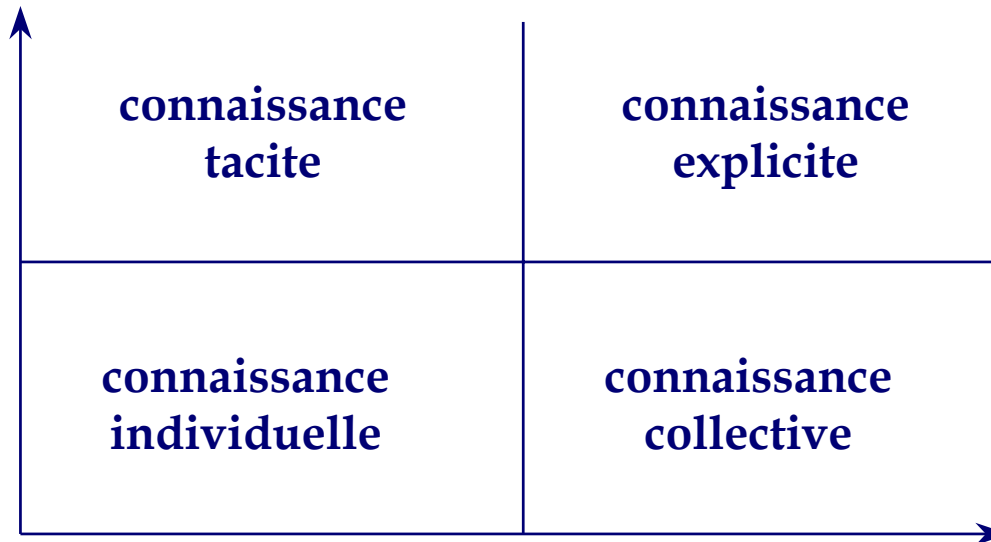 connaissance
tacite
connaissance
explicite
connaissance
individuelle
connaissance
collective